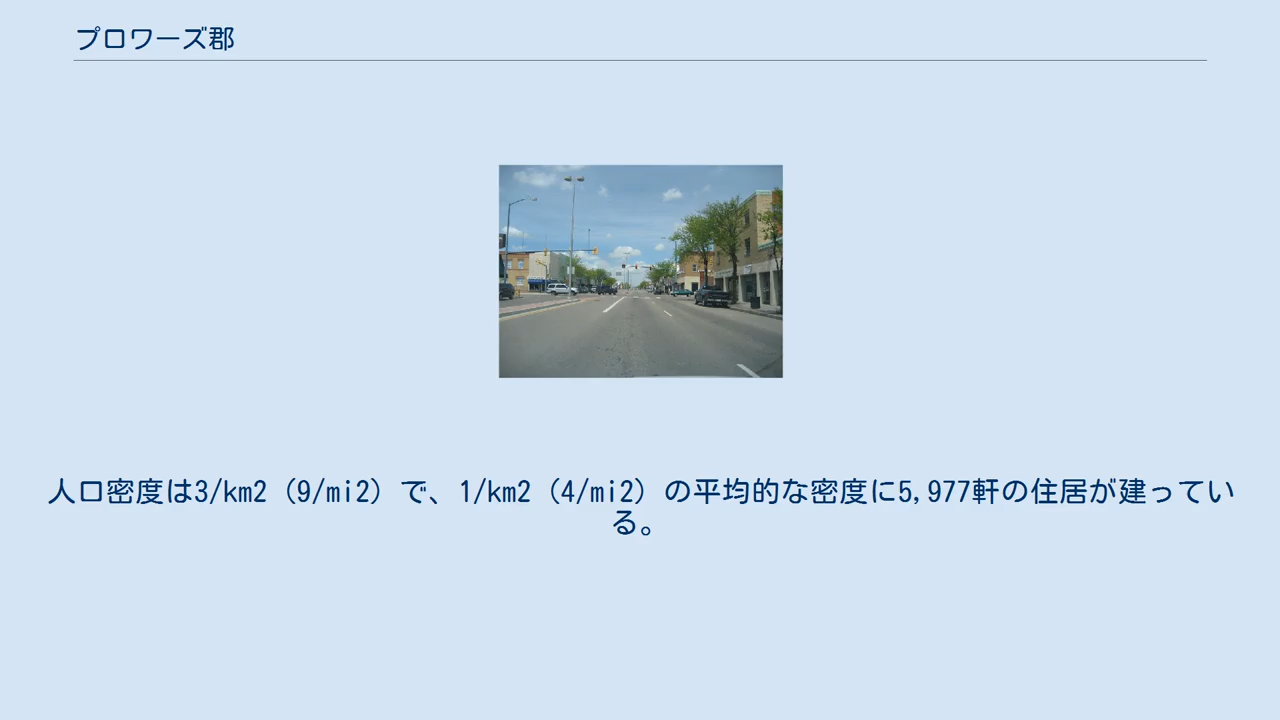 プロワーズ郡
人口密度は3/km2（9/mi2）で、1/km2（4/mi2）の平均的な密度に5,977軒の住居が建ってい
る。